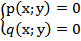 {p(x;y) = 0
q(x;y) = 0